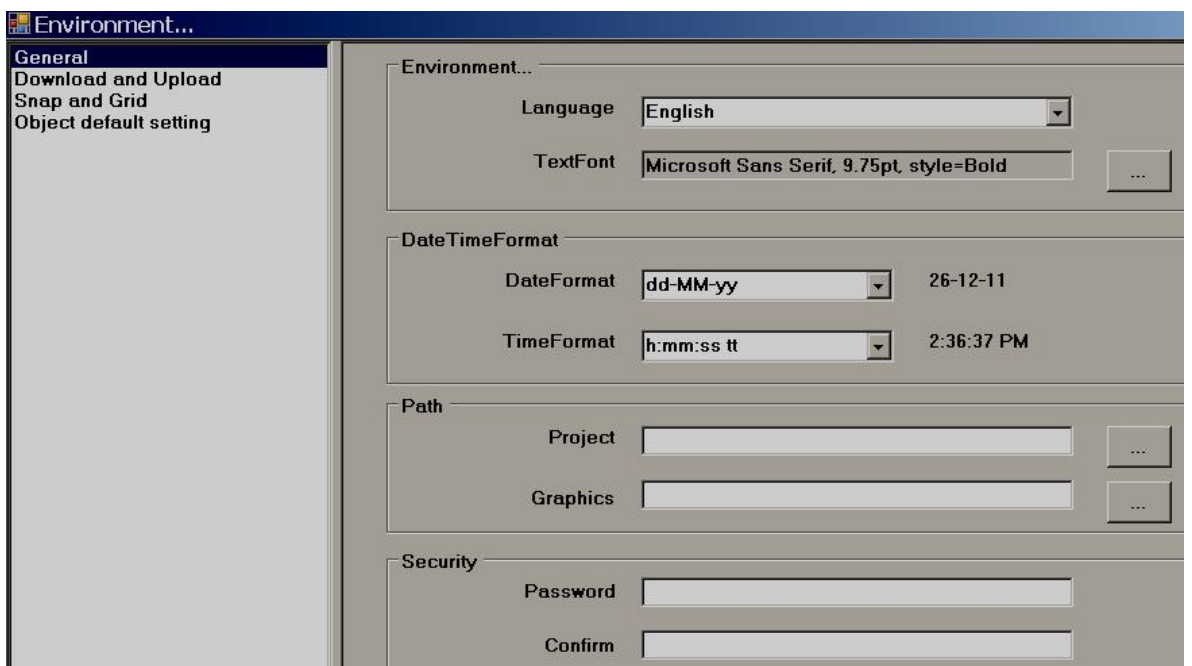 Environment...
General
Download and Upload
Snap and Grid
Object default setting
Environment...
Language English
TextFont Microsoft Sans Serif, 9.75pt, style=Bold ...
DateTimeFormat
DateFormat dd-MM-yy 26-12-11
TimeFormat h:mm:ss tt 2:36:37 PM
Path
Project ...
Graphics ...
Security
Password
Confirm